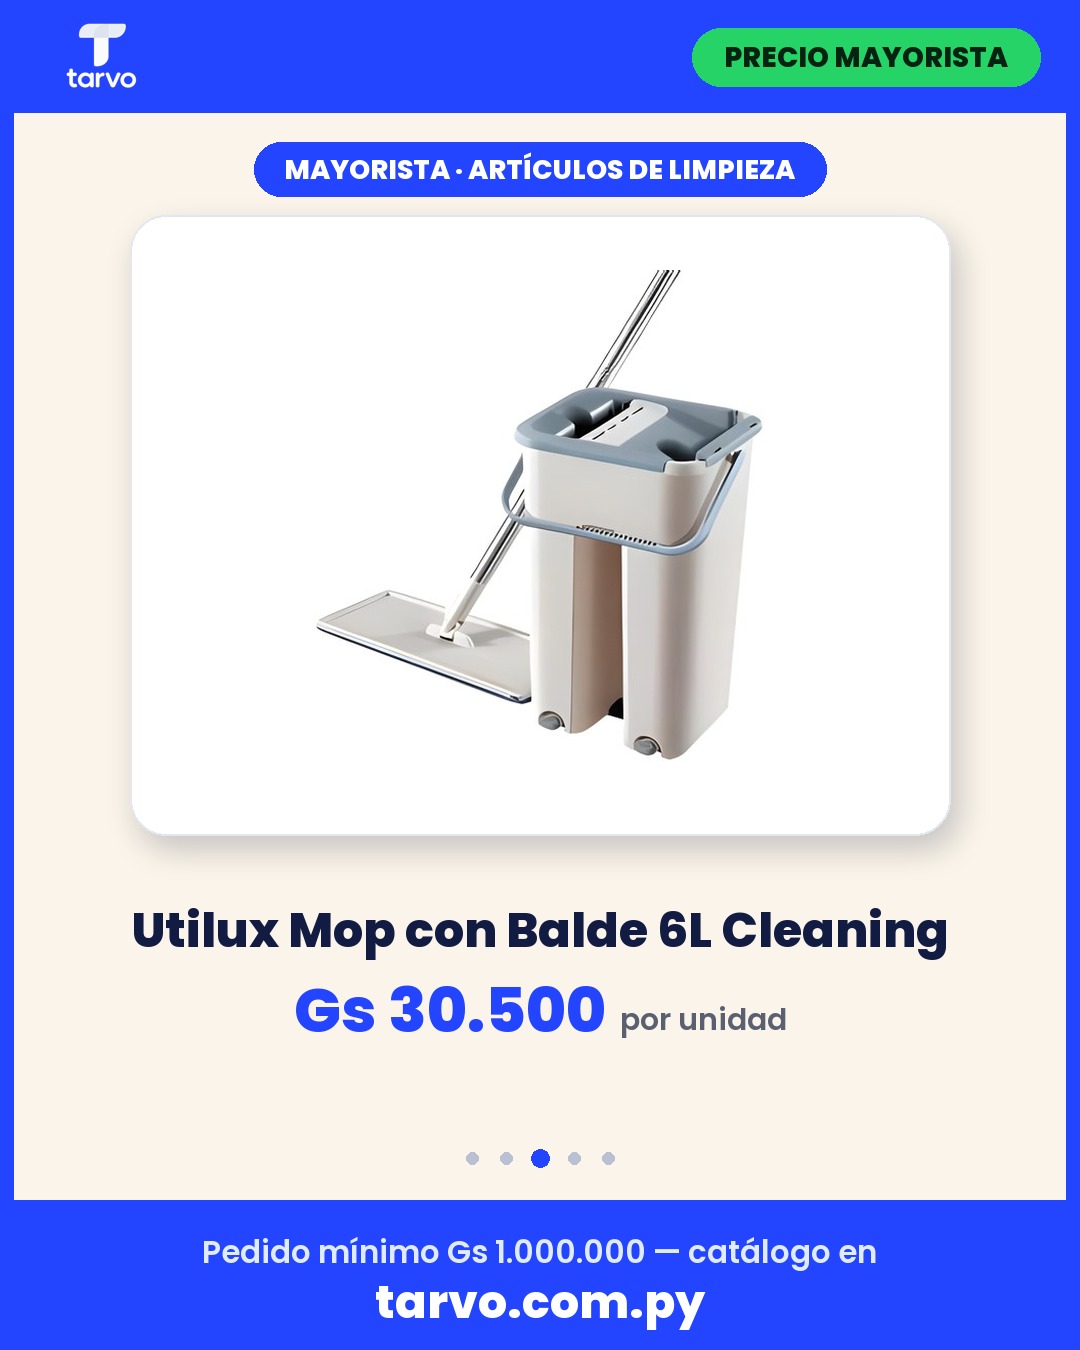 tarvo
PRECIO MAYORISTA
MAYORISTA · ARTÍCULOS DE LIMPIEZA
Utilux Mop con Balde 6L Cleaning
Gs 30.500 por unidad
Pedido mínimo Gs 1.000.000 — catálogo en
tarvo.com.py